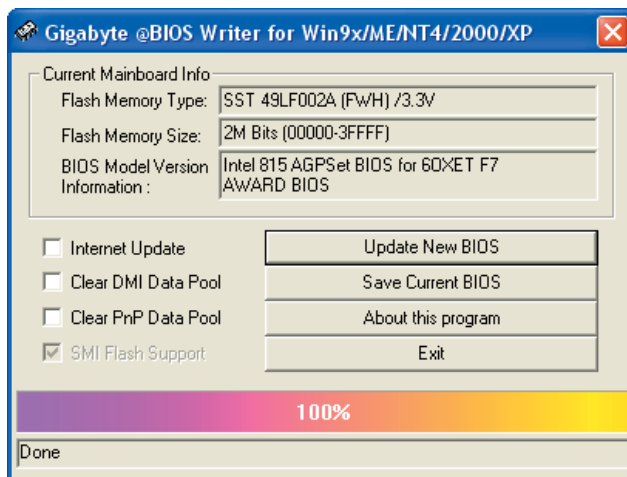 Gigabyte @BIOS Writer for Win9x/ME/NT4/2000/XP
Current Mainboard Info
Flash Memory Type: SST 49LF002A (FWH) /3.3V
Flash Memory Size: 2M Bits (00000-3FFFF)
BIOS Model Version Information : Intel 815 AGPSet BIOS for 6OXET F7
AWARD BIOS
Internet Update
Update New BIOS
Clear DMI Data Pool
Save Current BIOS
Clear PnP Data Pool
About this program
SMI Flash Support
Exit
100%
Done